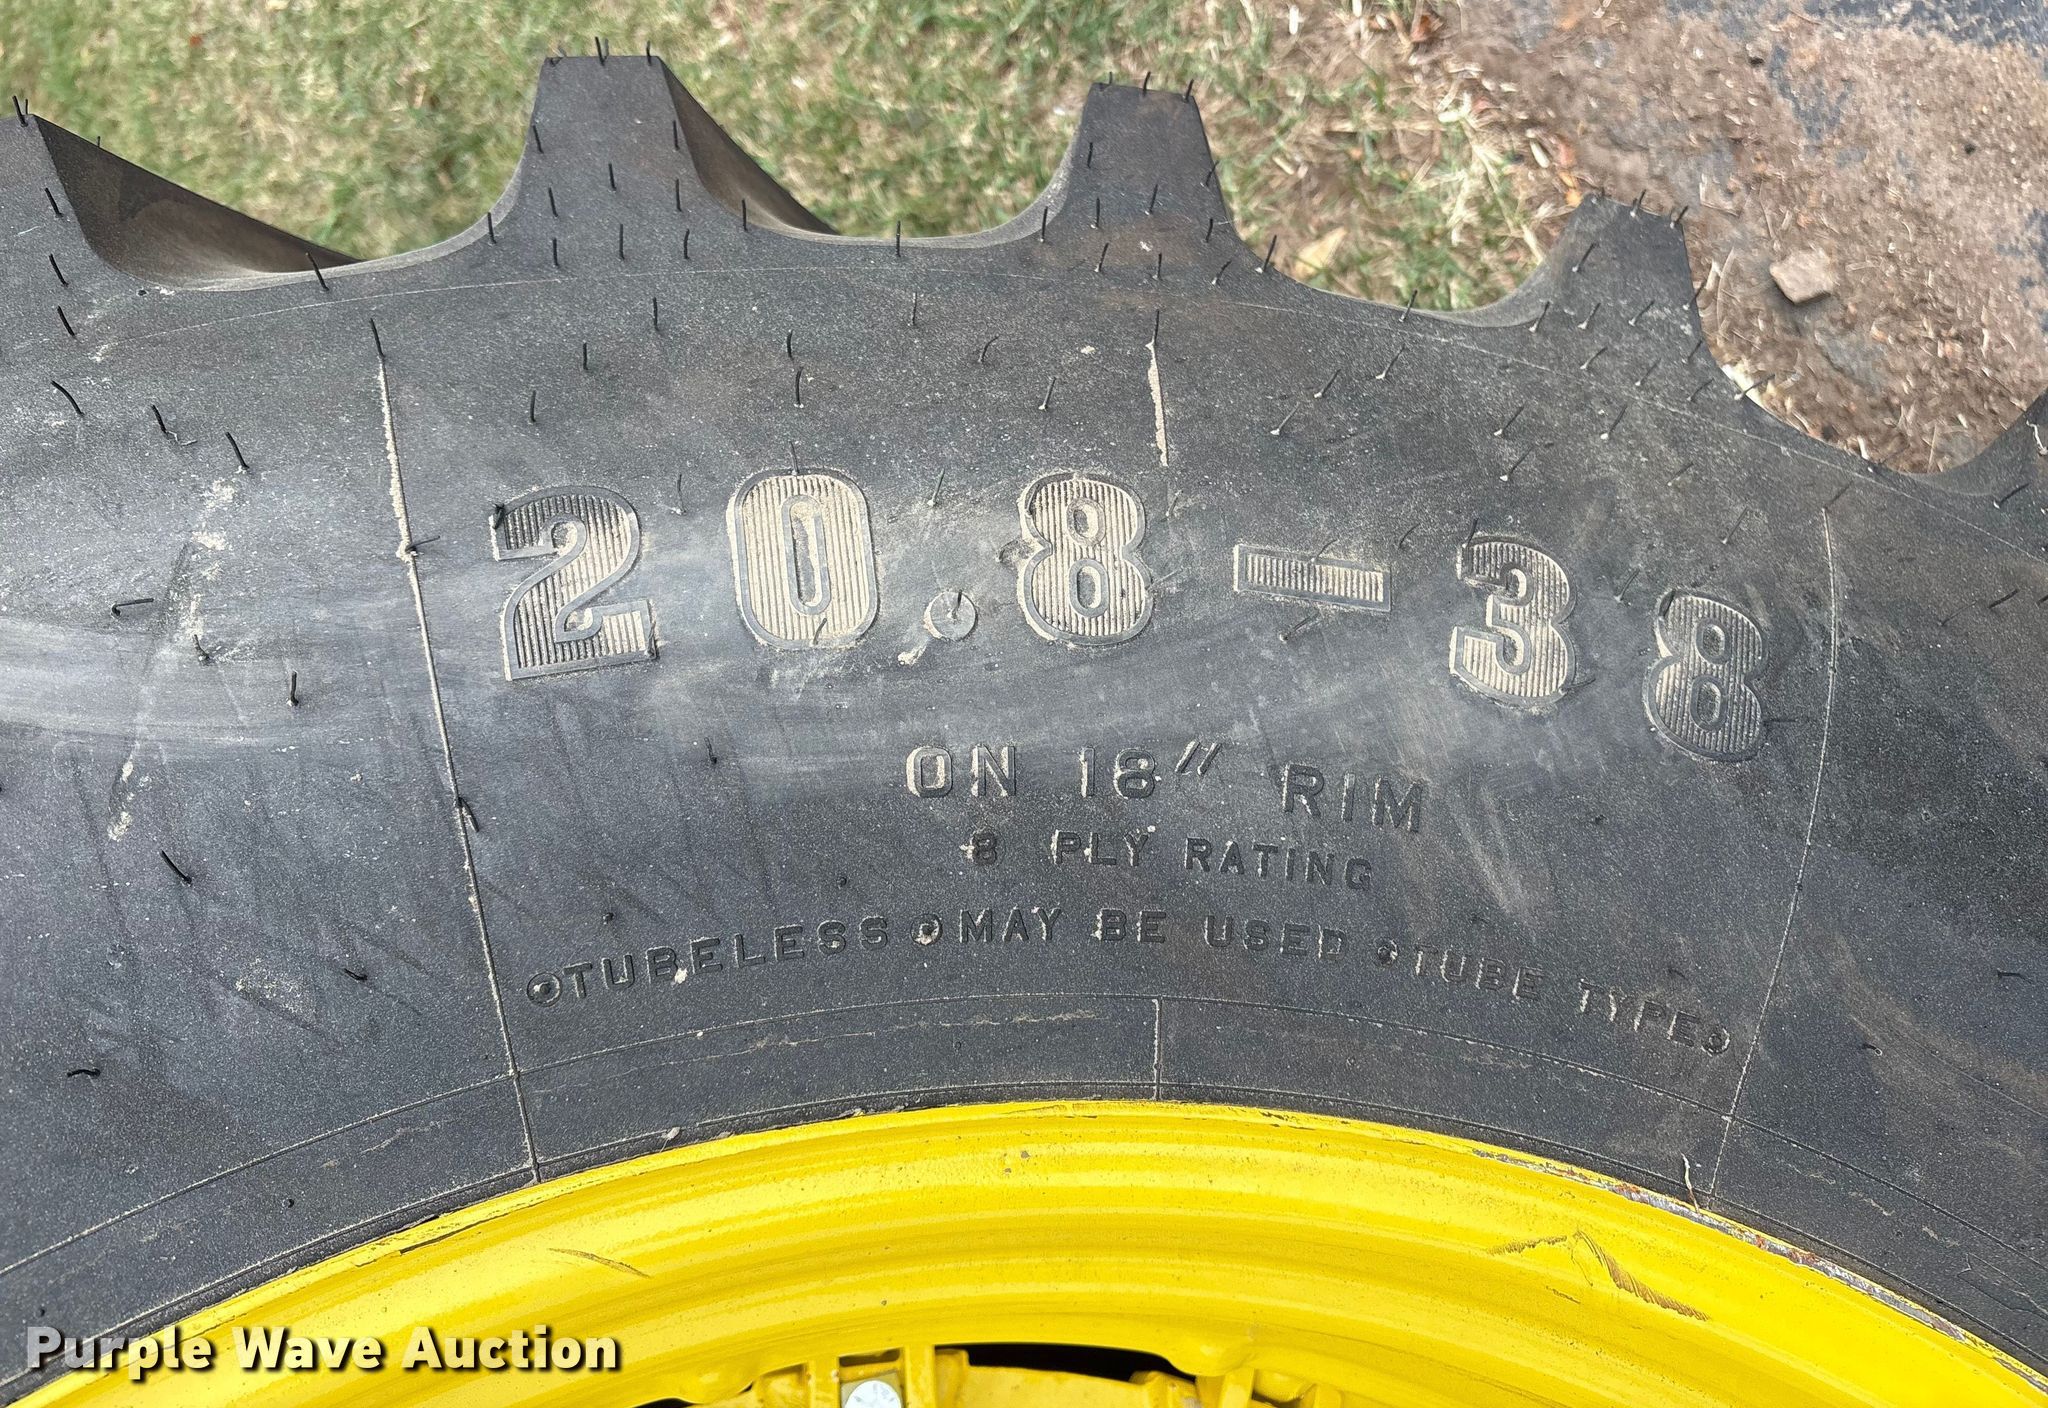 20.8-38
ON 18" RIM
8 PLY RATING
TUBELESS MAY BE USED TUBE TYPE
Purple Wave Auction